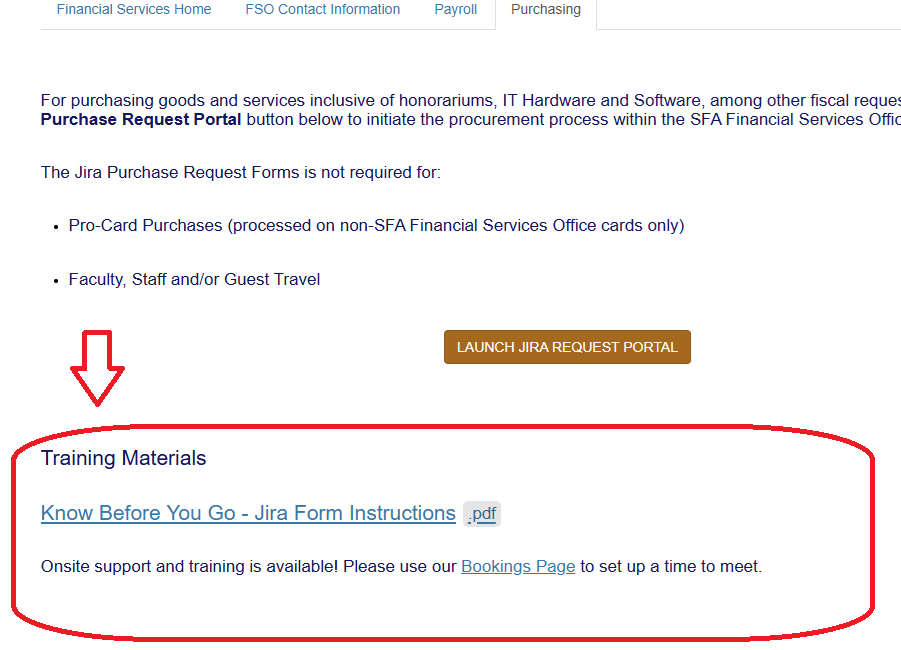 Financial Services Home FSO Contact Information Payroll Purchasing
For purchasing goods and services inclusive of honorariums, IT Hardware and Software, among other fiscal
Purchase Request Portal button below to initiate the procurement process within the SFA Financial Services
The Jira Purchase Request Forms is not required for:
• Pro-Card Purchases (processed on non-SFA Financial Services Office cards only)
• Faculty, Staff and/or Guest Travel
LAUNCH JIRA REQUEST PORTAL
Training Materials
Know Before You Go - Jira Form Instructions .pdf
Onsite support and training is available! Please use our Bookings Page to set up a time to meet.